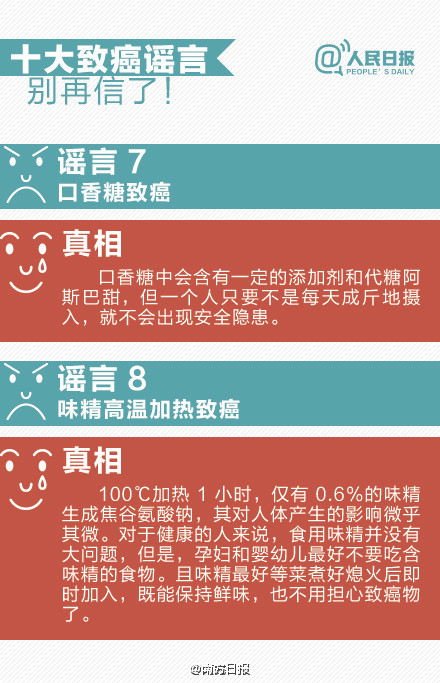 十大致癌谣言
@人民日报
PEOPLE'S DAILY
别再信了！
谣言 7
口香糖致癌
真相
口香糖中会含有一定的添加剂和代糖阿
斯巴甜，但一个人只要不是每天成斤地摄
入，就不会出现安全隐患。
谣言 8
味精高温加热致癌
真相
100℃加热 1 小时，仅有 0.6%的味精
生成焦谷氨酸钠，其对人体产生的影响微乎
其微。对于健康的人来说，食用味精并没有
大问题，但是，孕妇和婴幼儿最好不要吃含
味精的食物。且味精最好等菜煮好熄火后即
时加入，既能保持鲜味，也不用担心致癌物
了。
@南方日报